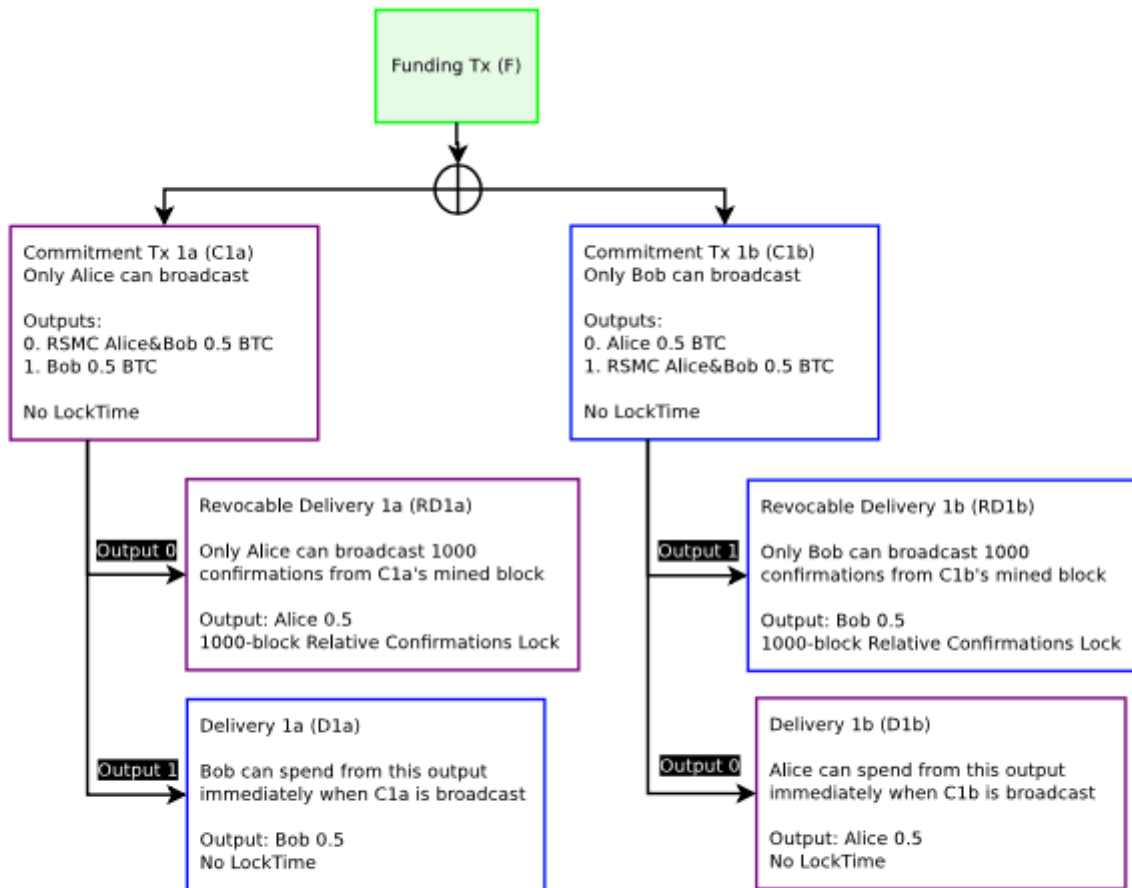 Funding Tx (F)
Commitment Tx 1a (C1a)
Only Alice can broadcast
Outputs:
0. RSMC Alice&Bob 0.5 BTC
1. Bob 0.5 BTC
No LockTime
Commitment Tx 1b (C1b)
Only Bob can broadcast
Outputs:
0. Alice 0.5 BTC
1. RSMC Alice&Bob 0.5 BTC
No LockTime
Output 0
Revocable Delivery 1a (RD1a)
Only Alice can broadcast 1000
confirmations from C1a's mined block
Output: Alice 0.5
1000-block Relative Confirmations Lock
Output 1
Revocable Delivery 1b (RD1b)
Only Bob can broadcast 1000
confirmations from C1b's mined block
Output: Bob 0.5
1000-block Relative Confirmations Lock
Output 1
Delivery 1a (D1a)
Bob can spend from this output
immediately when C1a is broadcast
Output: Bob 0.5
No LockTime
Output 0
Delivery 1b (D1b)
Alice can spend from this output
immediately when C1b is broadcast
Output: Alice 0.5
No LockTime